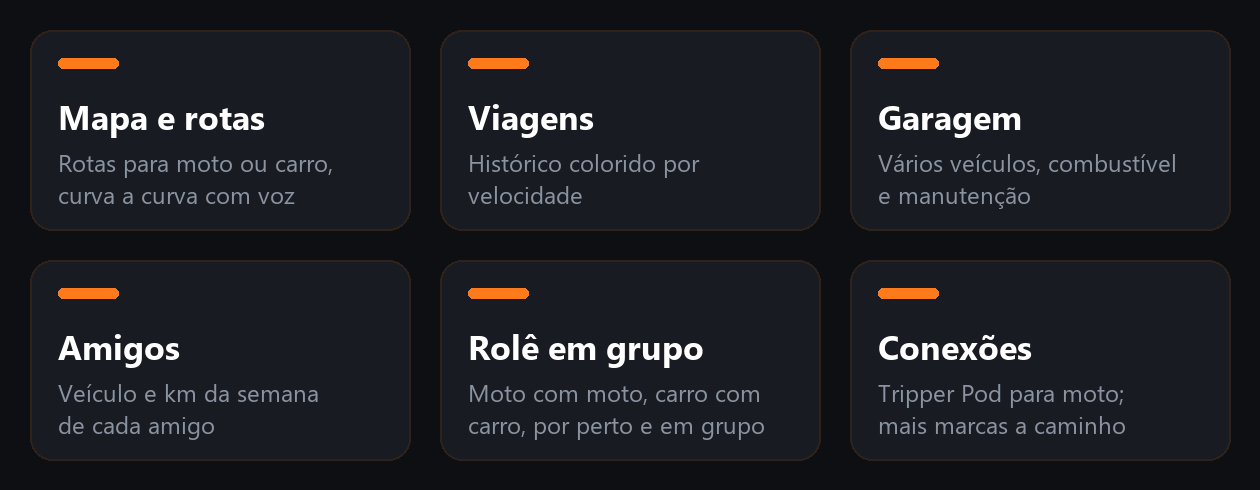 Mapa e rotas
Rotas para moto ou carro,
curva a curva com voz
Viagens
Histórico colorido por
velocidade
Garagem
Vários veículos, combustível
e manutenção
Amigos
Veículo e km da semana
de cada amigo
Rolê em grupo
Moto com moto, carro com
carro, por perto e em grupo
Conexões
Tripper Pod para moto;
mais marcas a caminho